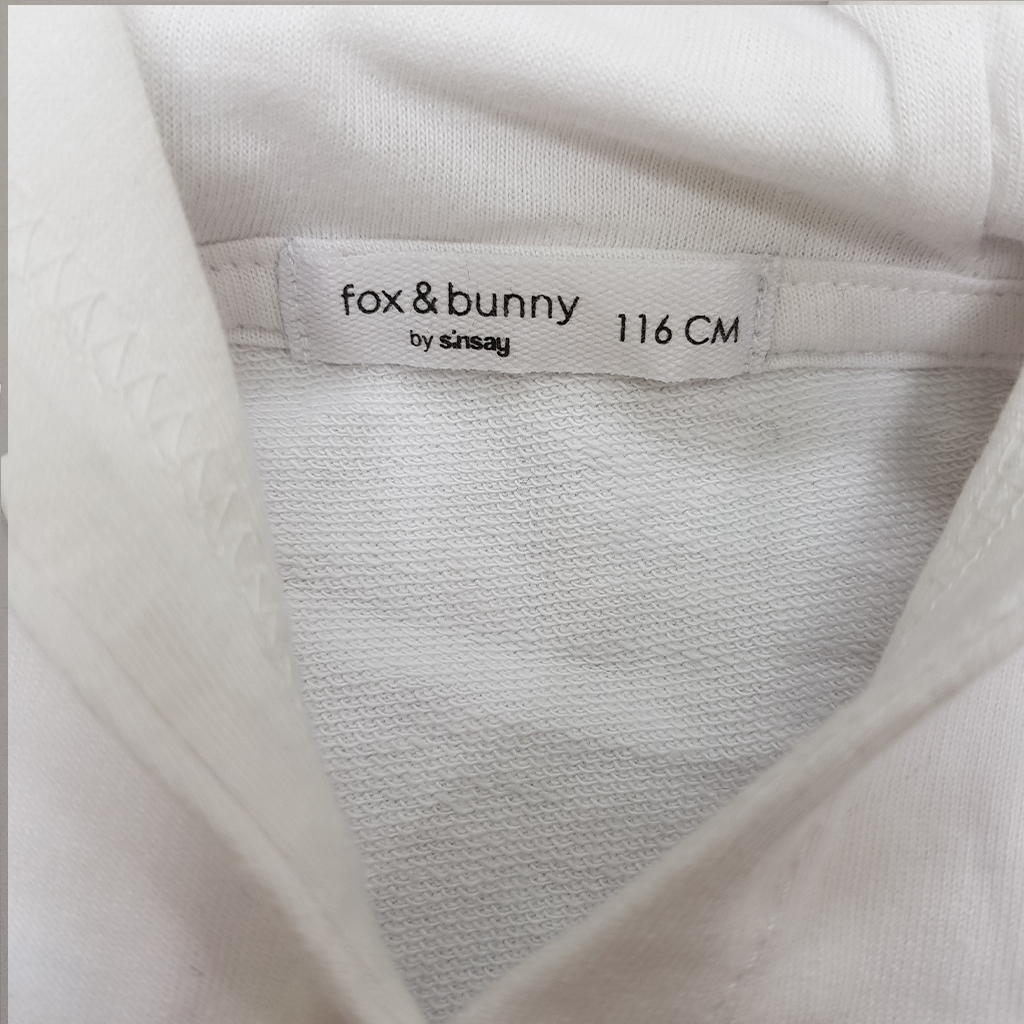 fox & bunny
by sinsay
116 CM